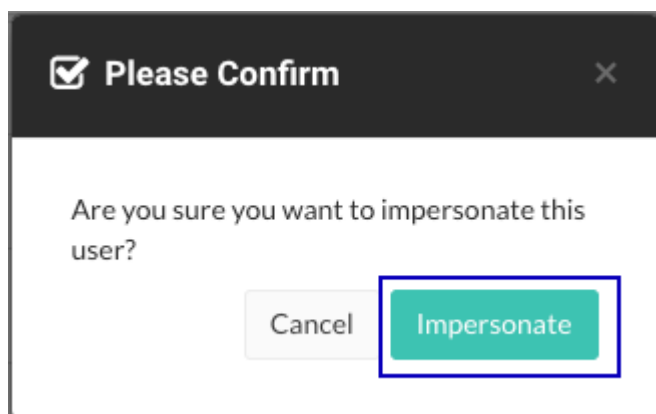 Please Confirm
Are you sure you want to impersonate this
user?
Cancel
Impersonate